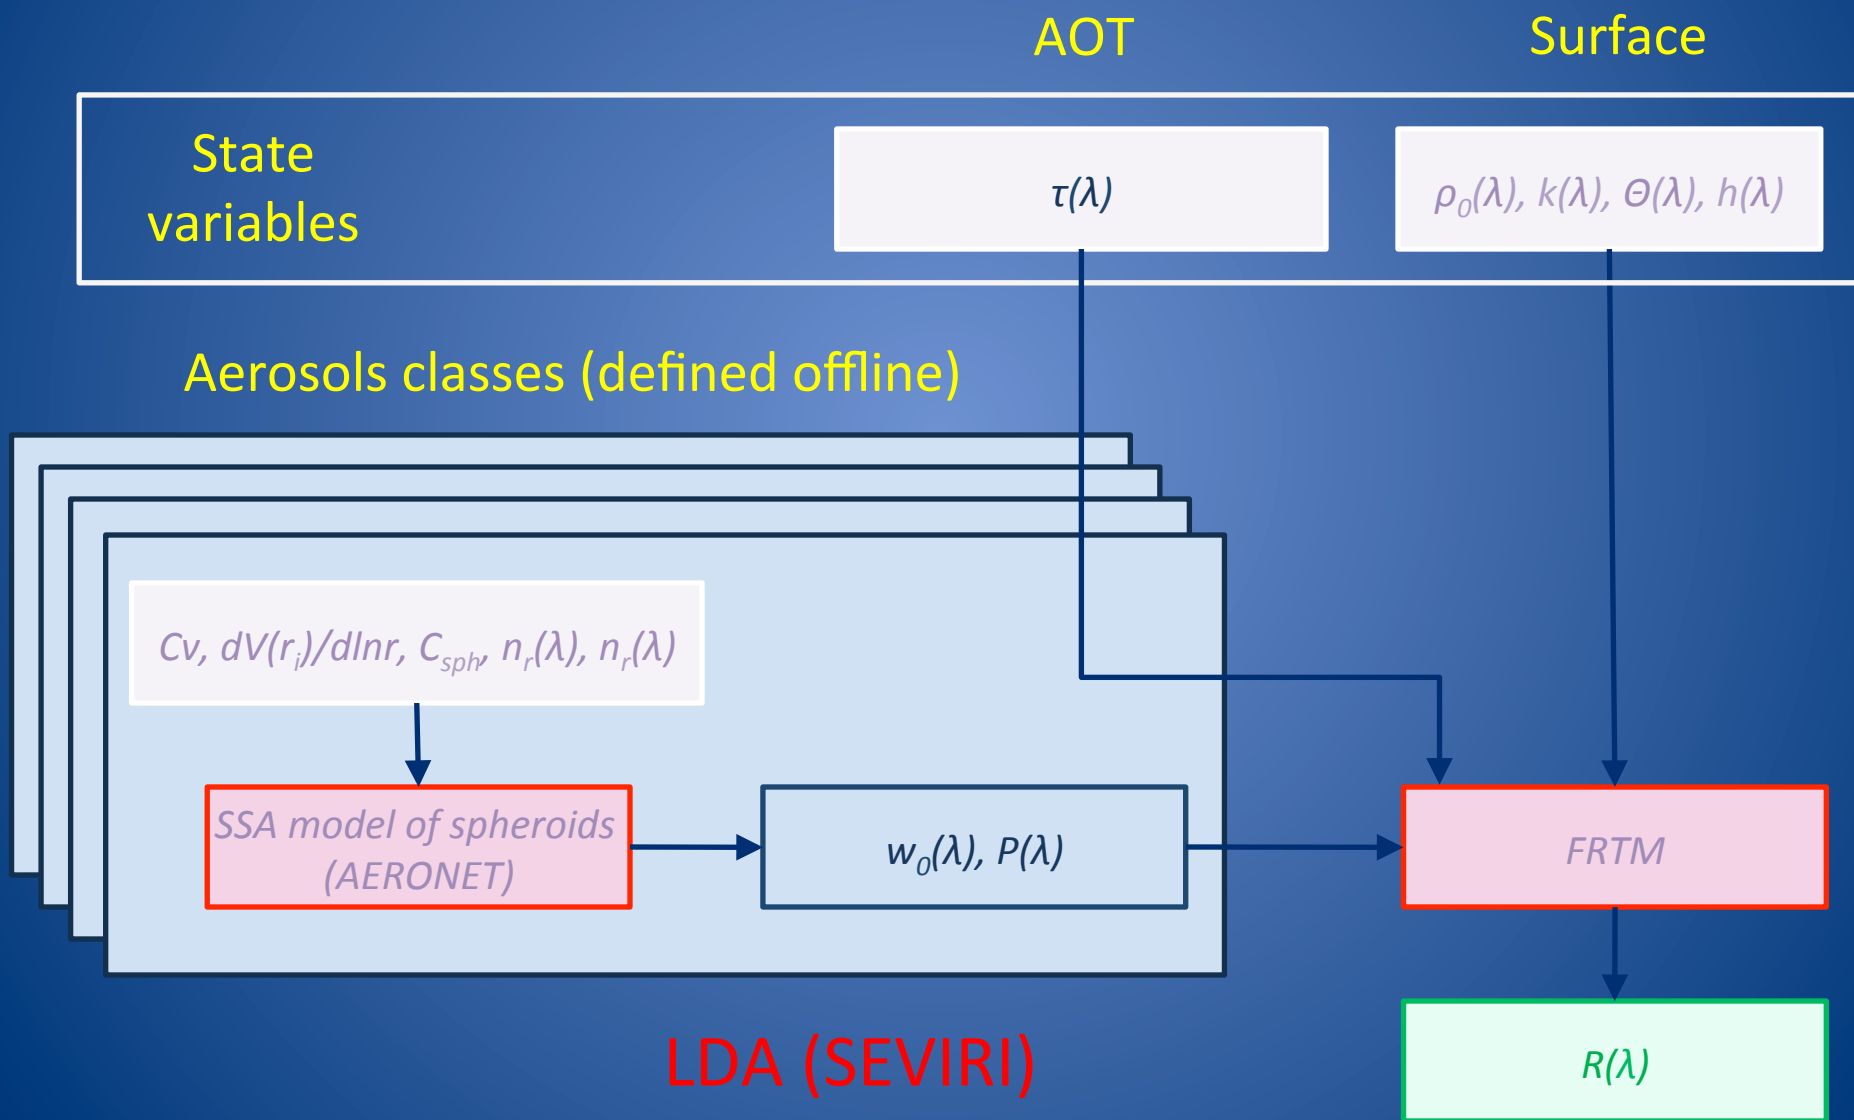 AOT
Surface
State
variables
τ(λ)
ρ₀(λ), k(λ), Θ(λ), h(λ)
Aerosols classes (defined offline)
Cv, dV(rᵢ)/dlnr, Cₛₚₕ, nᵣ(λ), nᵣ(λ)
SSA model of spheroids
(AERONET)
w₀(λ), P(λ)
FRTM
LDA (SEVIRI)
R(λ)